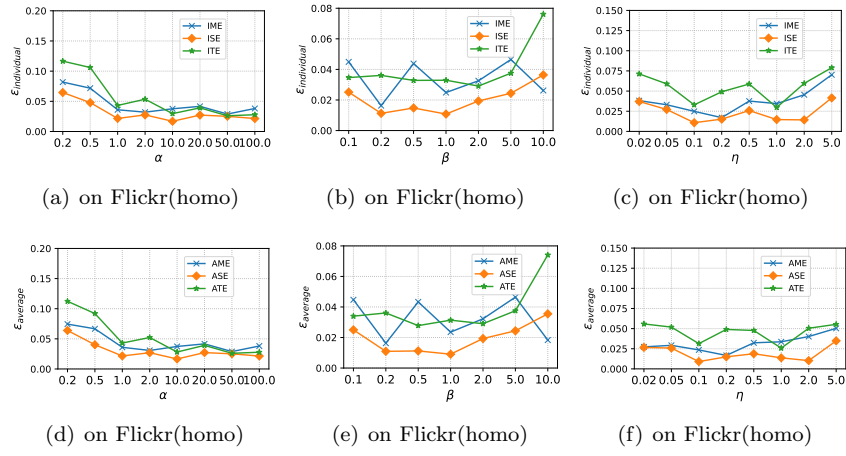 0.20
0.15
0.10
0.05
0.00
ε_individual
IME
ISE
ITE
0.2 0.5 1.0 2.0 10.0 20.0 50.0 100.0
α
(a) on Flickr(homo)
0.08
0.06
0.04
0.02
0.00
ε_individual
IME
ISE
ITE
0.1 0.2 0.5 1.0 2.0 5.0 10.0
β
(b) on Flickr(homo)
0.150
0.125
0.100
0.075
0.050
0.025
0.000
ε_individual
IME
ISE
ITE
0.02 0.05 0.1 0.2 0.5 1.0 2.0 5.0
η
(c) on Flickr(homo)
0.20
0.15
0.10
0.05
0.00
ε_average
AME
ASE
ATE
0.2 0.5 1.0 2.0 10.0 20.0 50.0 100.0
α
(d) on Flickr(homo)
0.08
0.06
0.04
0.02
0.00
ε_average
AME
ASE
ATE
0.1 0.2 0.5 1.0 2.0 5.0 10.0
β
(e) on Flickr(homo)
0.150
0.125
0.100
0.075
0.050
0.025
0.000
ε_average
AME
ASE
ATE
0.02 0.05 0.1 0.2 0.5 1.0 2.0 5.0
η
(f) on Flickr(homo)